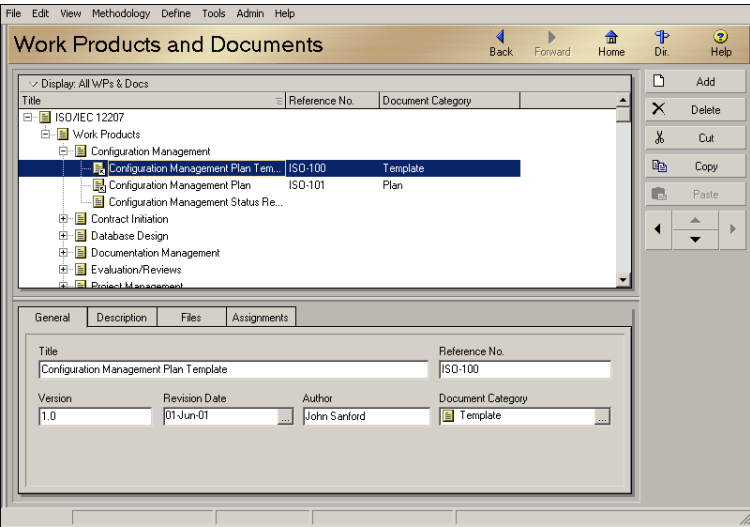 File Edit View Methodology Define Tools Admin Help
Work Products and Documents
Back Forward Home Dir. Help
Display: All WPs & Docs
Title Reference No. Document Category
ISO/IEC 12207
Work Products
Configuration Management
Configuration Management Plan Tem... ISO-100 Template
Configuration Management Plan ISO-101 Plan
Configuration Management Status Re...
Contract Initiation
Database Design
Documentation Management
Evaluation/Reviews
Project Management
Add
Delete
Cut
Copy
Paste
General Description Files Assignments
Title Reference No.
Configuration Management Plan Template ISO-100
Version Revision Date Author Document Category
1.0 01-Jun-01 ... John Sanford Template ...